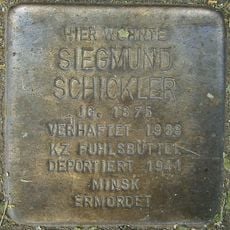 HIER WOHNTE
SIEGMUND
SCHICKLER
JG. 1875
VERHAFTET 1938
KZ FUHLSBÜTTEL
DEPORTIERT 1941
MINSK
ERMORDET